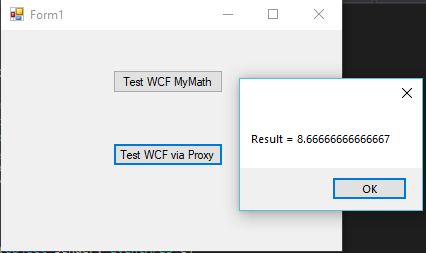 Form1
Test WCF MyMath
Test WCF via Proxy
Result = 8.66666666666667
OK